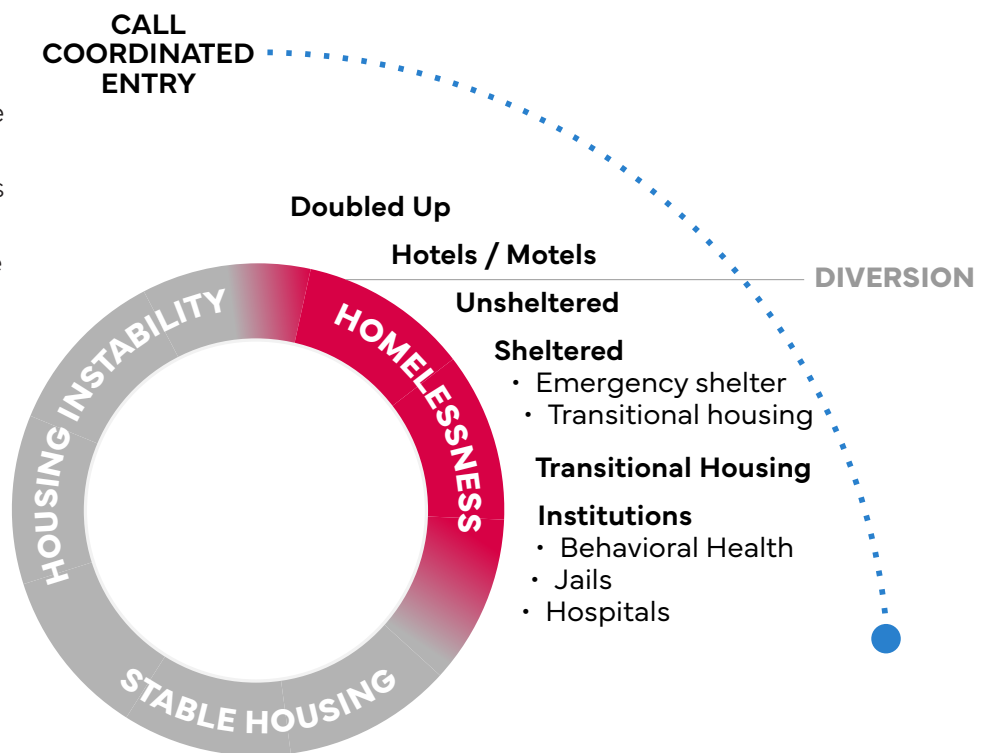 CALL
COORDINATED
ENTRY
Doubled Up
Hotels / Motels
DIVERSION
Unsheltered
Sheltered
• Emergency shelter
• Transitional housing
Transitional Housing
Institutions
• Behavioral Health
• Jails
• Hospitals
HOUSING INSTABILITY
HOMELESSNESS
STABLE HOUSING